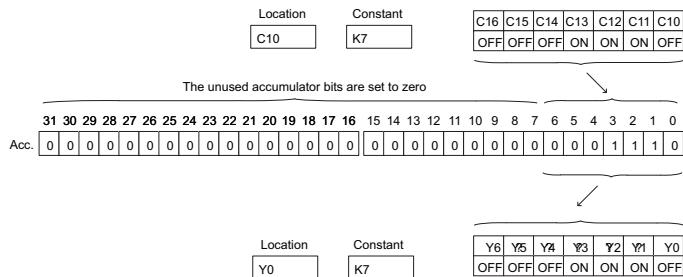 Location Constant
C10 K7
C16 C15 C14 C13 C12 C11 C10
OFF OFF OFF ON ON ON OFF
The unused accumulator bits are set to zero
31 30 29 28 27 26 25 24 23 22 21 20 19 18 17 16 15 14 13 12 11 10 9 8 7 6 5 4 3 2 1 0
Acc. 0 0 0 0 0 0 0 0 0 0 0 0 0 0 0 0 0 0 0 0 0 0 0 0 0 0 0 0 1 1 1 0
Location Constant
Y0 K7
Y6 Y5 Y4 Y3 Y2 Y1 Y0
OFF OFF OFF ON ON ON OFF